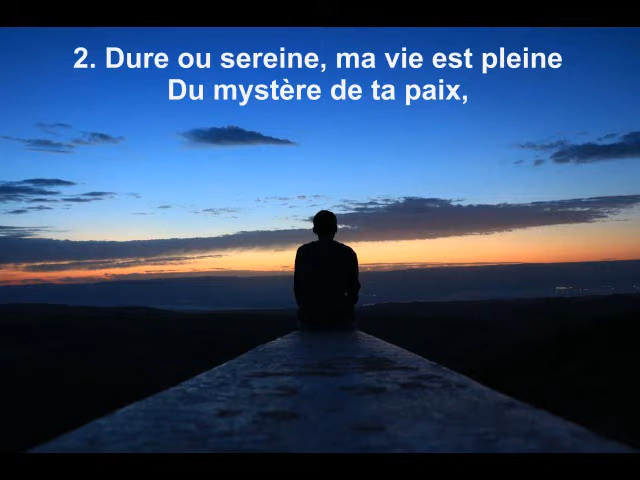 2. Dure ou sereine, ma vie est pleine
Du mystère de ta paix,